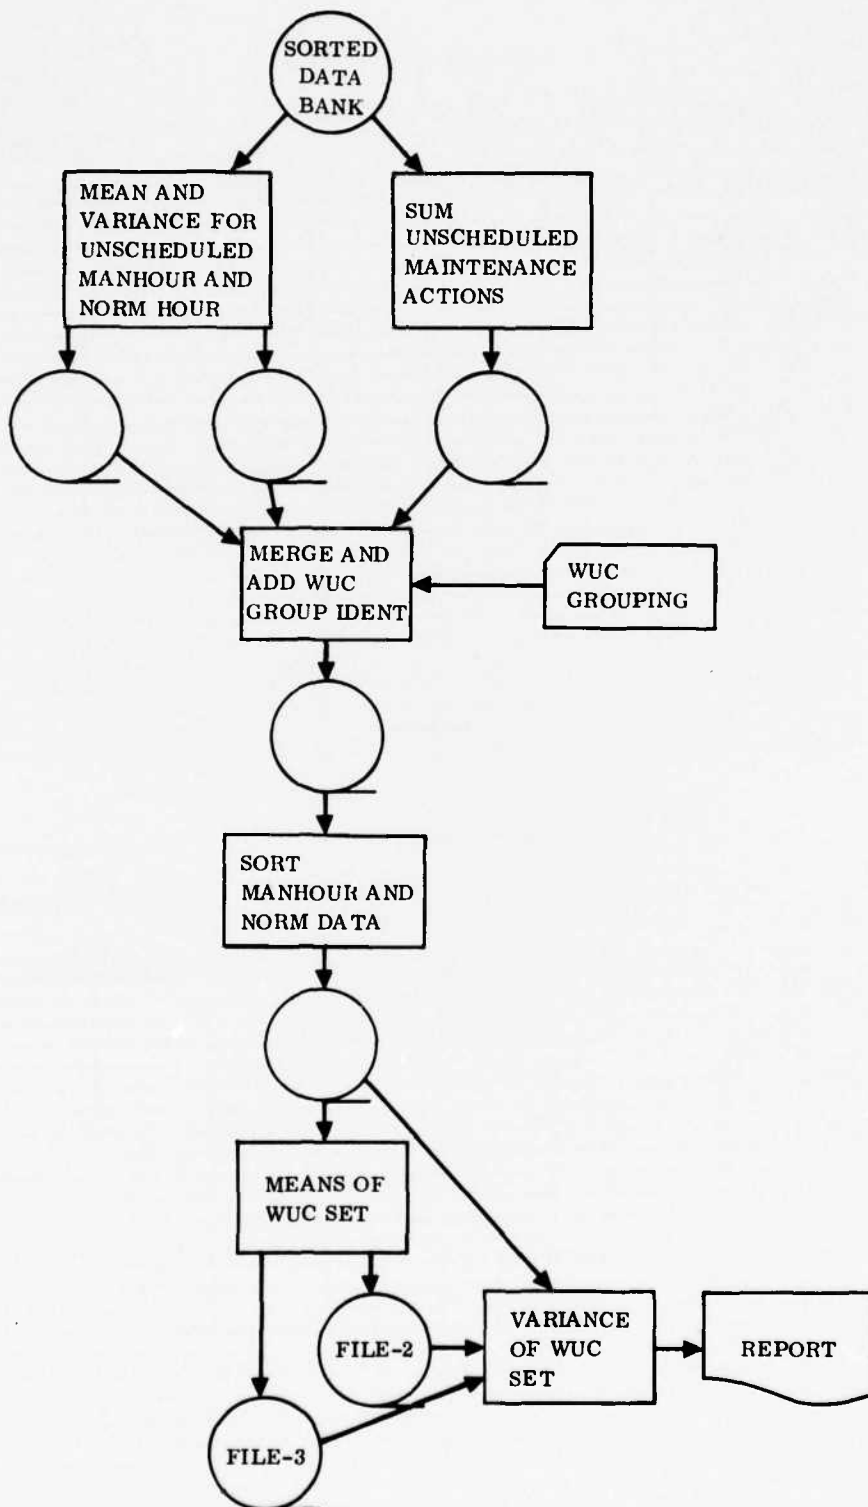 SORTED
DATA
BANK
MEAN AND
VARIANCE FOR
UNSCHEDULED
MANHOUR AND
NORM HOUR
SUM
UNSCHEDULED
MAINTENANCE
ACTIONS
MERGE AND
ADD WUC
GROUP IDENT
WUC
GROUPING
SORT
MANHOUR AND
NORM DATA
MEANS OF
WUC SET
FILE-2
VARIANCE
OF WUC
SET
REPORT
FILE-3